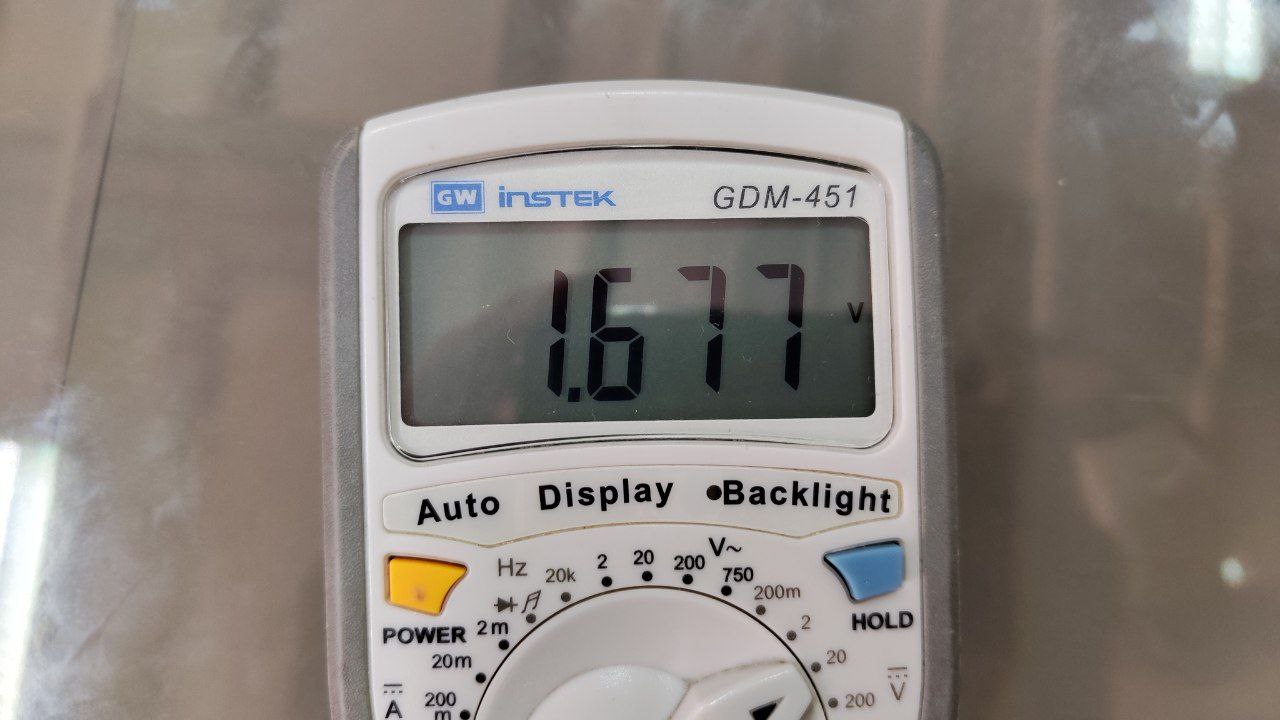 GW INSTEK GDM-451
1.677 V
Auto Display •Backlight
Hz 20k 2 20 200 V~ 750 200m 2 20 200 V
POWER
HOLD
2m
20m
200m
A